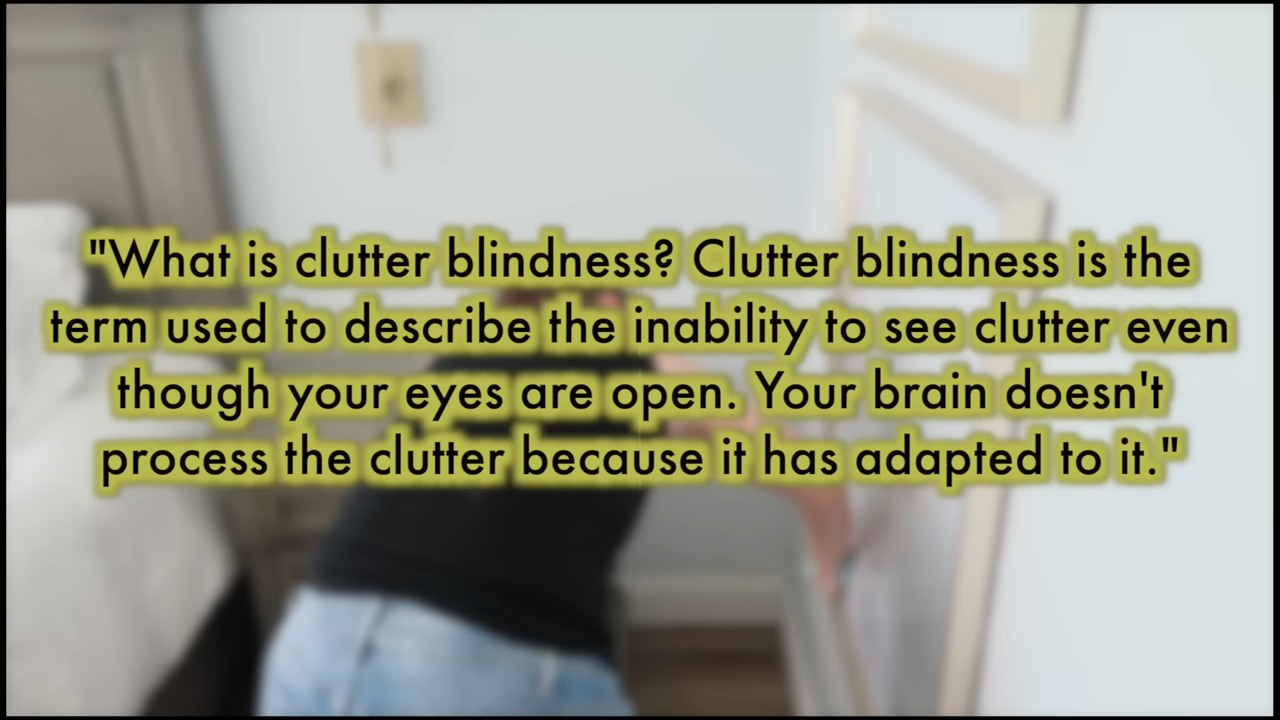 "What is clutter blindness? Clutter blindness is the
term used to describe the inability to see clutter even
though your eyes are open. Your brain doesn't
process the clutter because it has adapted to it."